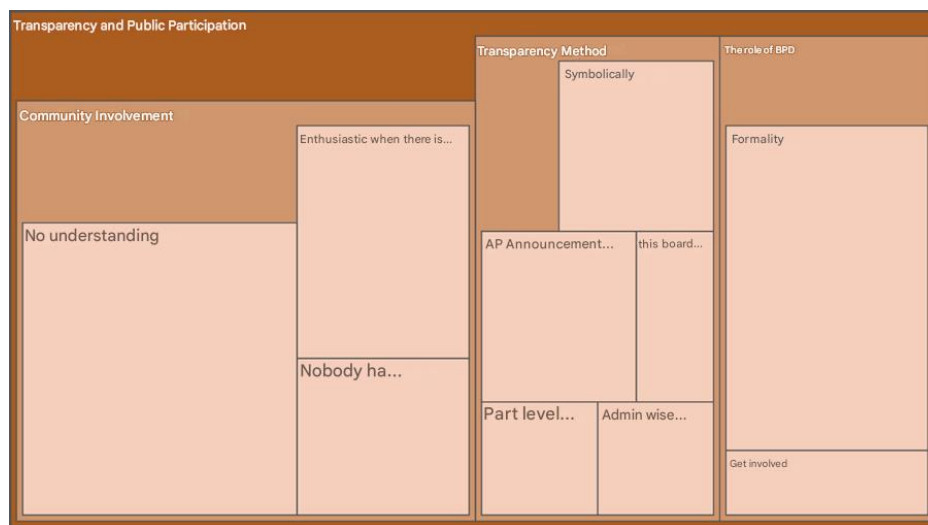 Transparency and Public Participation
Community Involvement
No understanding
Enthusiastic when there is...
Nobody ha...
Transparency Method
Symbolically
AP Announcement...
this board...
Part level...
Admin wise...
The role of BPD
Formality
Get involved